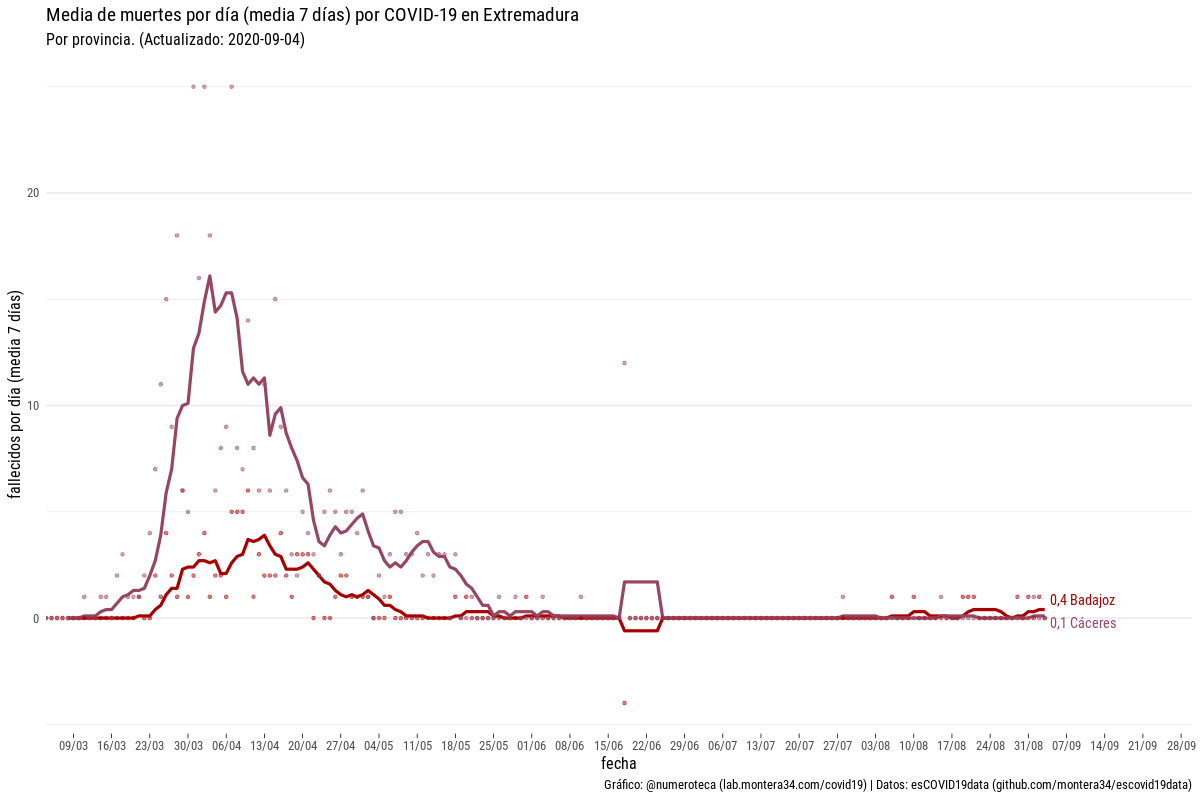 Media de muertes por día (media 7 días) por COVID-19 en Extremadura
Por provincia. (Actualizado: 2020-09-04)
fallecidos por día (media 7 días)
20
10
0
0,4 Badajoz
0,1 Cáceres
09/03 16/03 23/03 30/03 06/04 13/04 20/04 27/04 04/05 11/05 18/05 25/05 01/06 08/06 15/06 22/06 29/06 06/07 13/07 20/07 27/07 03/08 10/08 17/08 24/08 31/08 07/09 14/09 21/09 28/09
fecha
Gráfico: @numeroteca (lab.montera34.com/covid19) | Datos: esCOVID19data (github.com/montera34/escovid19data)